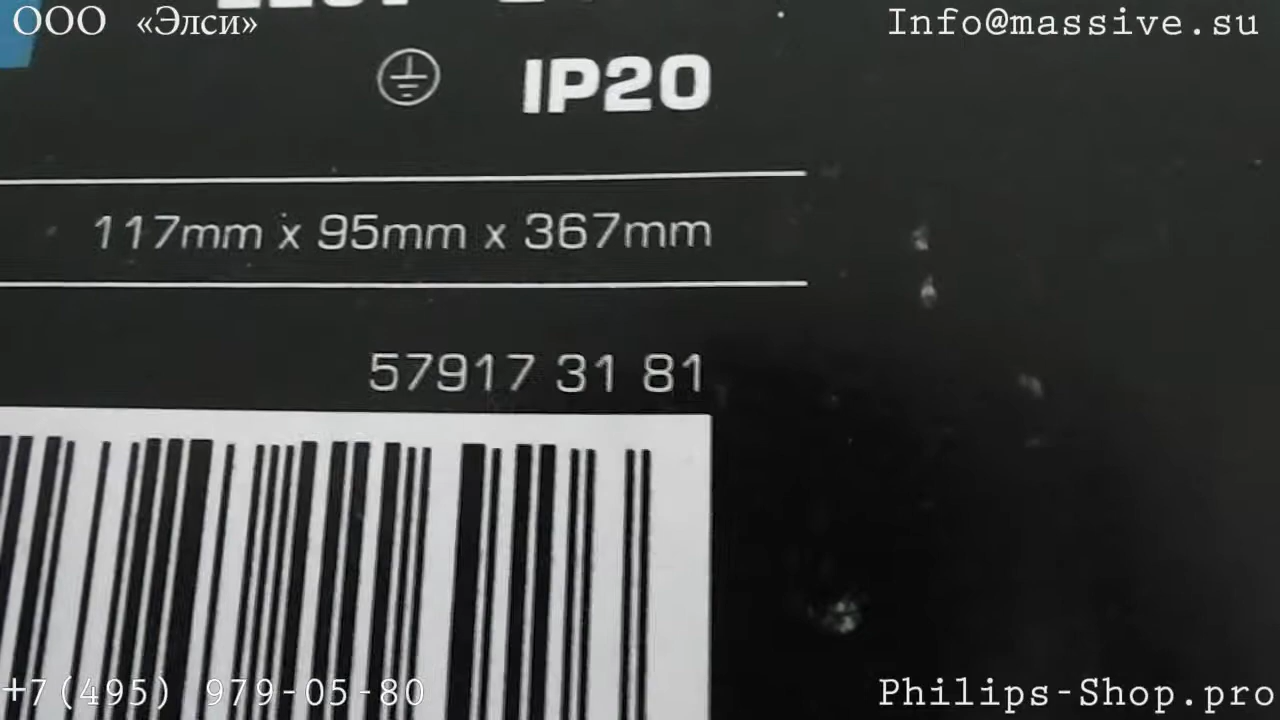 ООО «Элси»
Info@massive.su
IP20
117mm x 95mm x 367mm
57917 31 81
+7(495) 979-05-80
Philips-Shop.pro